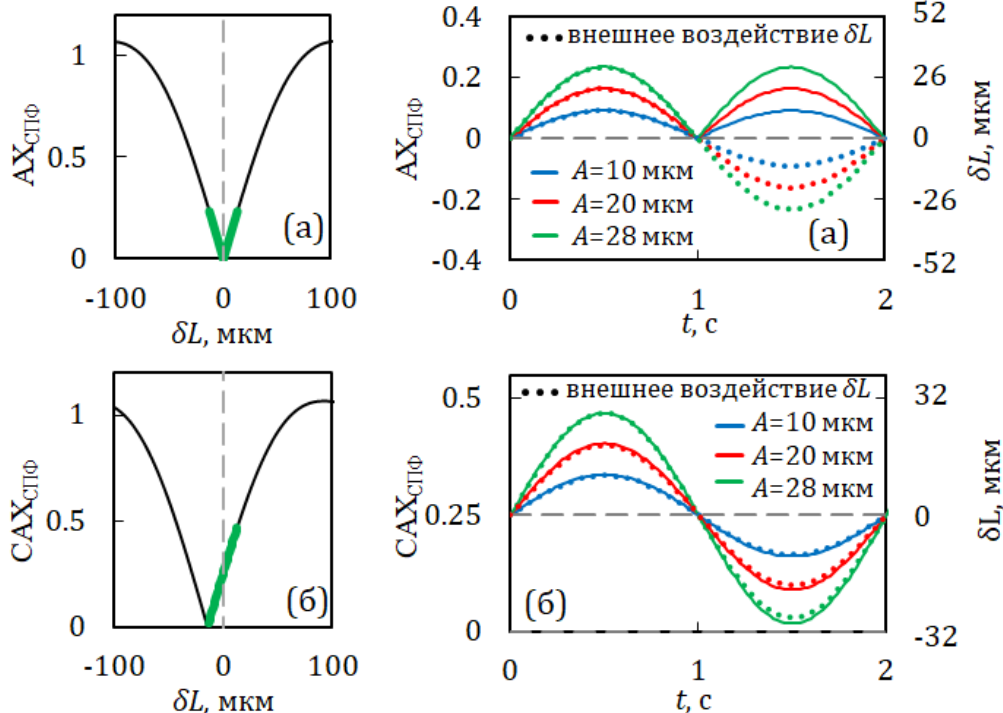 1
0.5
0
-100 0 100
АХСПФ
δL, мкм
(а)
0.4
0.2
0
-0.2
-0.4
52
26
0
-26
-52
внешнее воздействие δL
A=10 мкм
A=20 мкм
A=28 мкм
(а)
АХСПФ
δL, мкм
0 1 2
t, с
1
0.5
0
-100 0 100
САХСПФ
δL, мкм
(б)
0.5
0.25
0
32
0
-32
внешнее воздействие δL
A=10 мкм
A=20 мкм
A=28 мкм
(б)
САХСПФ
δL, мкм
0 1 2
t, с